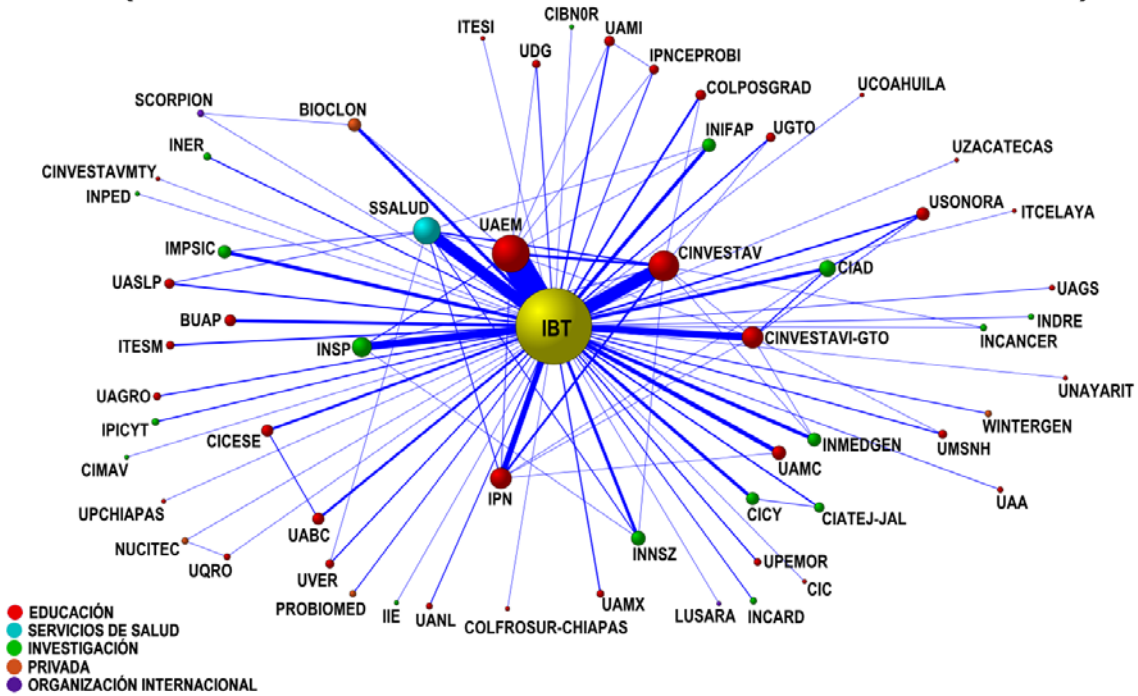 CIBN0R
ITESI
UAMI
UDG
IPNCEPROBI
COLPOSGRAD
UCOAHUILA
SCORPION
BIOCLON
INIFAP
UGTO
INER
UZACATECAS
CINVESTAVMTY
INPED
SSALUD
UAEM
USONORA
ITCELAYA
IMPSIC
CINVESTAV
CIAD
UASLP
UAGS
BUAP
IBT
INDRE
INCANCER
ITESM
INSP
CINVESTAVI-GTO
UNAYARIT
UAGRO
WINTERGEN
IPICYT
CICESE
INMEDGEN
UMSNH
CIMAV
UAMC
IPN
UAA
UPCHIAPAS
CICY
CIATEJ-JAL
NUCITEC
UABC
INNSZ
UQRO
UVER
UPEMOR
CIC
PROBIOMED
IIE
UANL
COLFROSUR-CHIAPAS
UAMX
LUSARA
INCARD
EDUCACIÓN
SERVICIOS DE SALUD
INVESTIGACIÓN
PRIVADA
ORGANIZACIÓN INTERNACIONAL